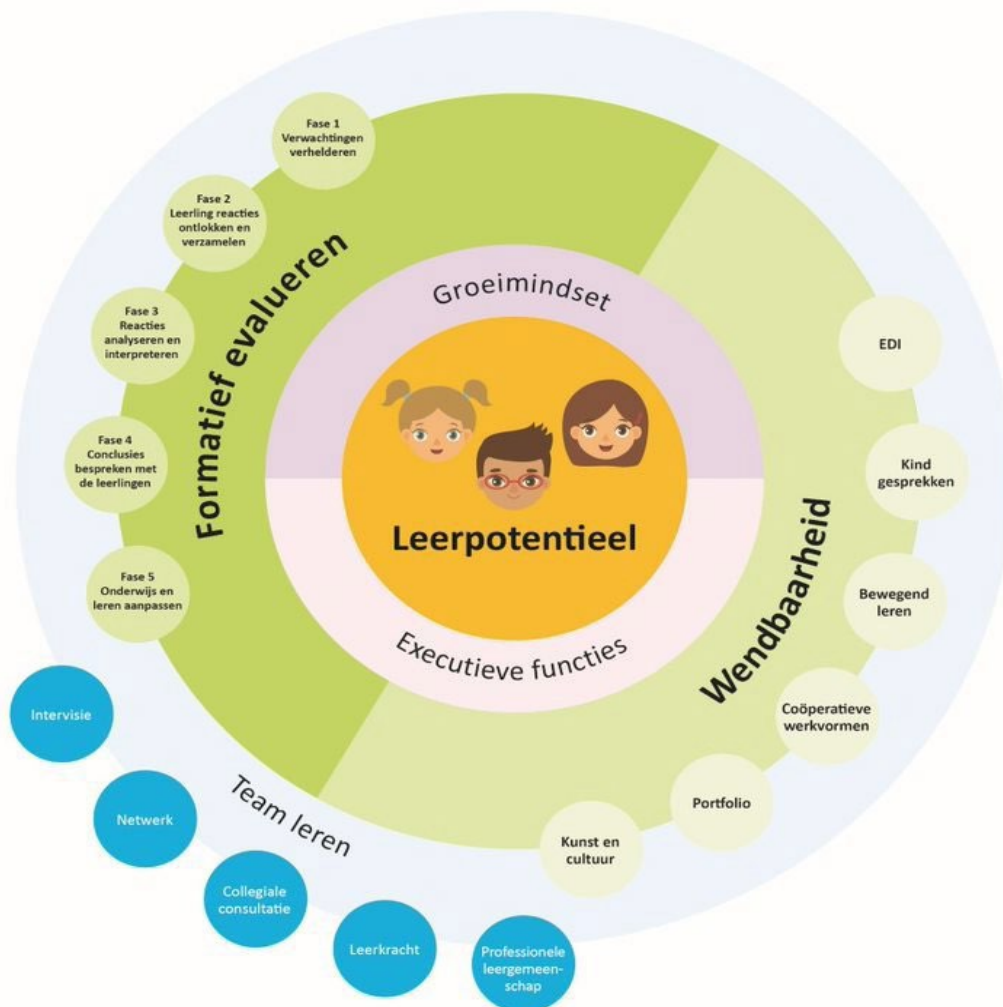 Fase 1
Verwachtingen
verhelderen
Fase 2
Leerling reacties
ontlokken en
verzamelen
Fase 3
Reacties
analyseren en
interpreteren
Fase 4
Conclusies
bespreken met
de leerlingen
Fase 5
Onderwijs en
leren aanpassen
Formatief evalueren
Groeimindset
Leerpotentieel
Executieve functies
Wendbaarheid
EDI
Kind
gesprekken
Bewegend
leren
Coöperatieve
werkvormen
Portfolio
Kunst en
cultuur
Team leren
Intervisie
Netwerk
Collegiale
consultatie
Leerkracht
Professionele
leergemeen-
schap